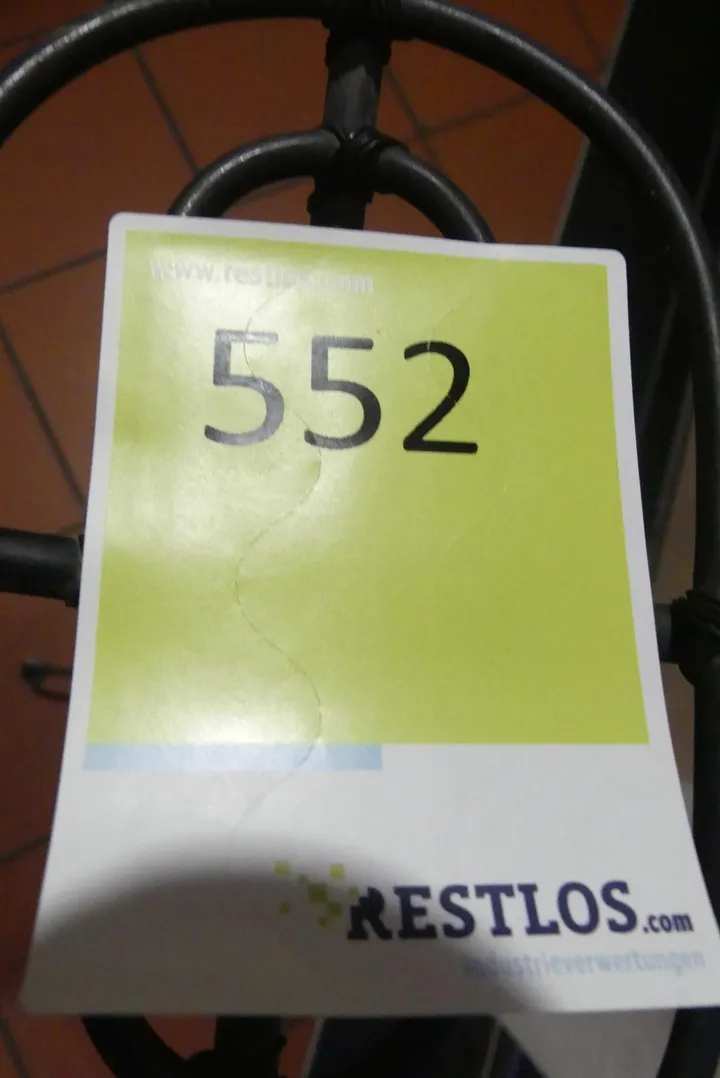 www.restlos.com
552
RESTLOS.com
industrieverwertungen